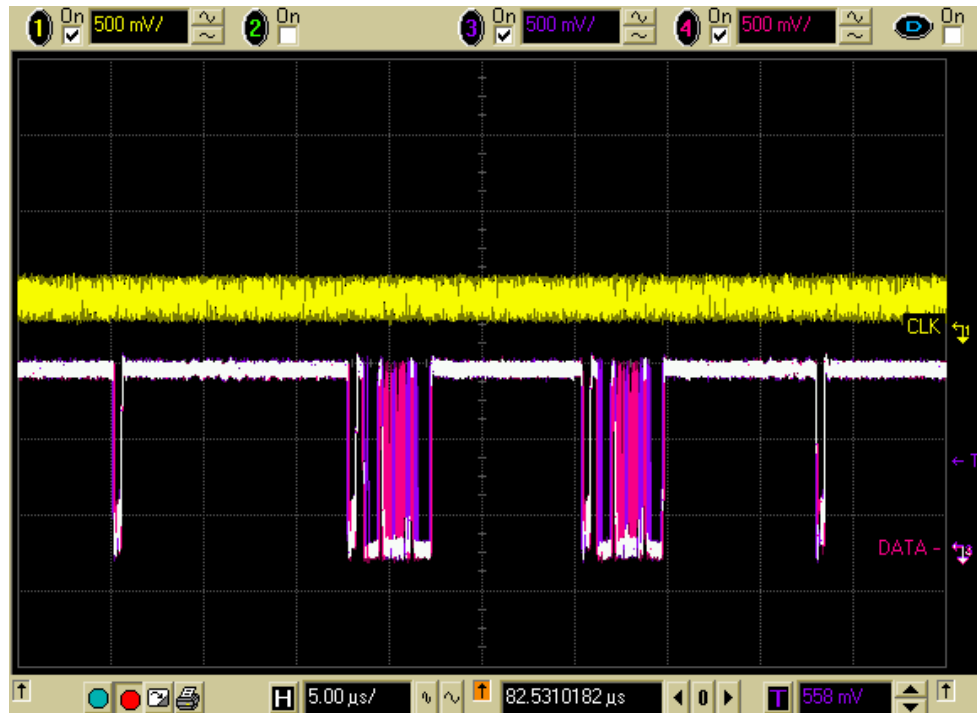 1 On 500 mV/ 2 On 3 On 500 mV/ 4 On 500 mV/ D On
CLK 1
T
DATA -
H 5.00 µs/ 82.5310182 µs 0 T 558 mV